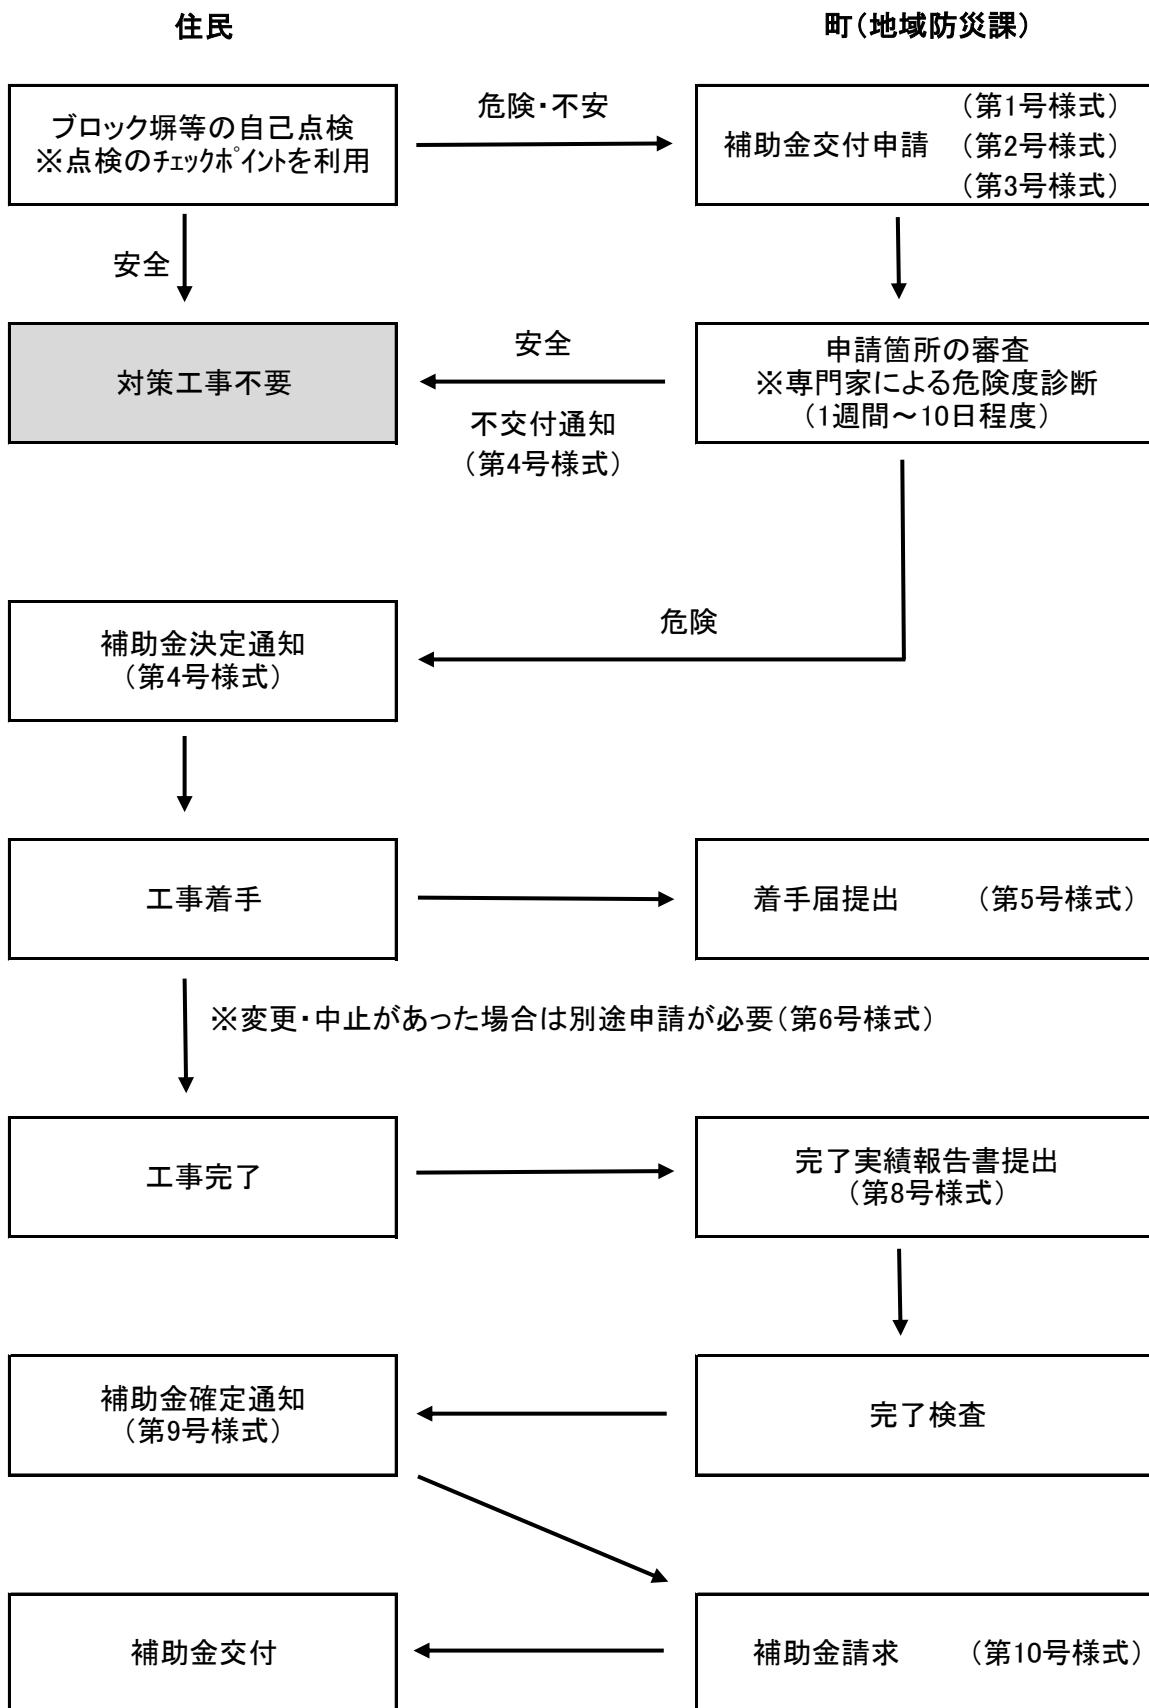 住民
町（地域防災課）
ブロック塀等の自己点検
※点検のﾁｪｯｸﾎﾟｲﾝﾄを利用
危険・不安
補助金交付申請
（第1号様式）
（第2号様式）
（第3号様式）
安全
対策工事不要
安全
不交付通知
（第4号様式）
申請箇所の審査
※専門家による危険度診断
（1週間～10日程度）
危険
補助金決定通知
（第4号様式）
工事着手
着手届提出　　（第5号様式）
※変更・中止があった場合は別途申請が必要（第6号様式）
工事完了
完了実績報告書提出
（第8号様式）
補助金確定通知
（第9号様式）
完了検査
補助金交付
補助金請求　　（第10号様式）